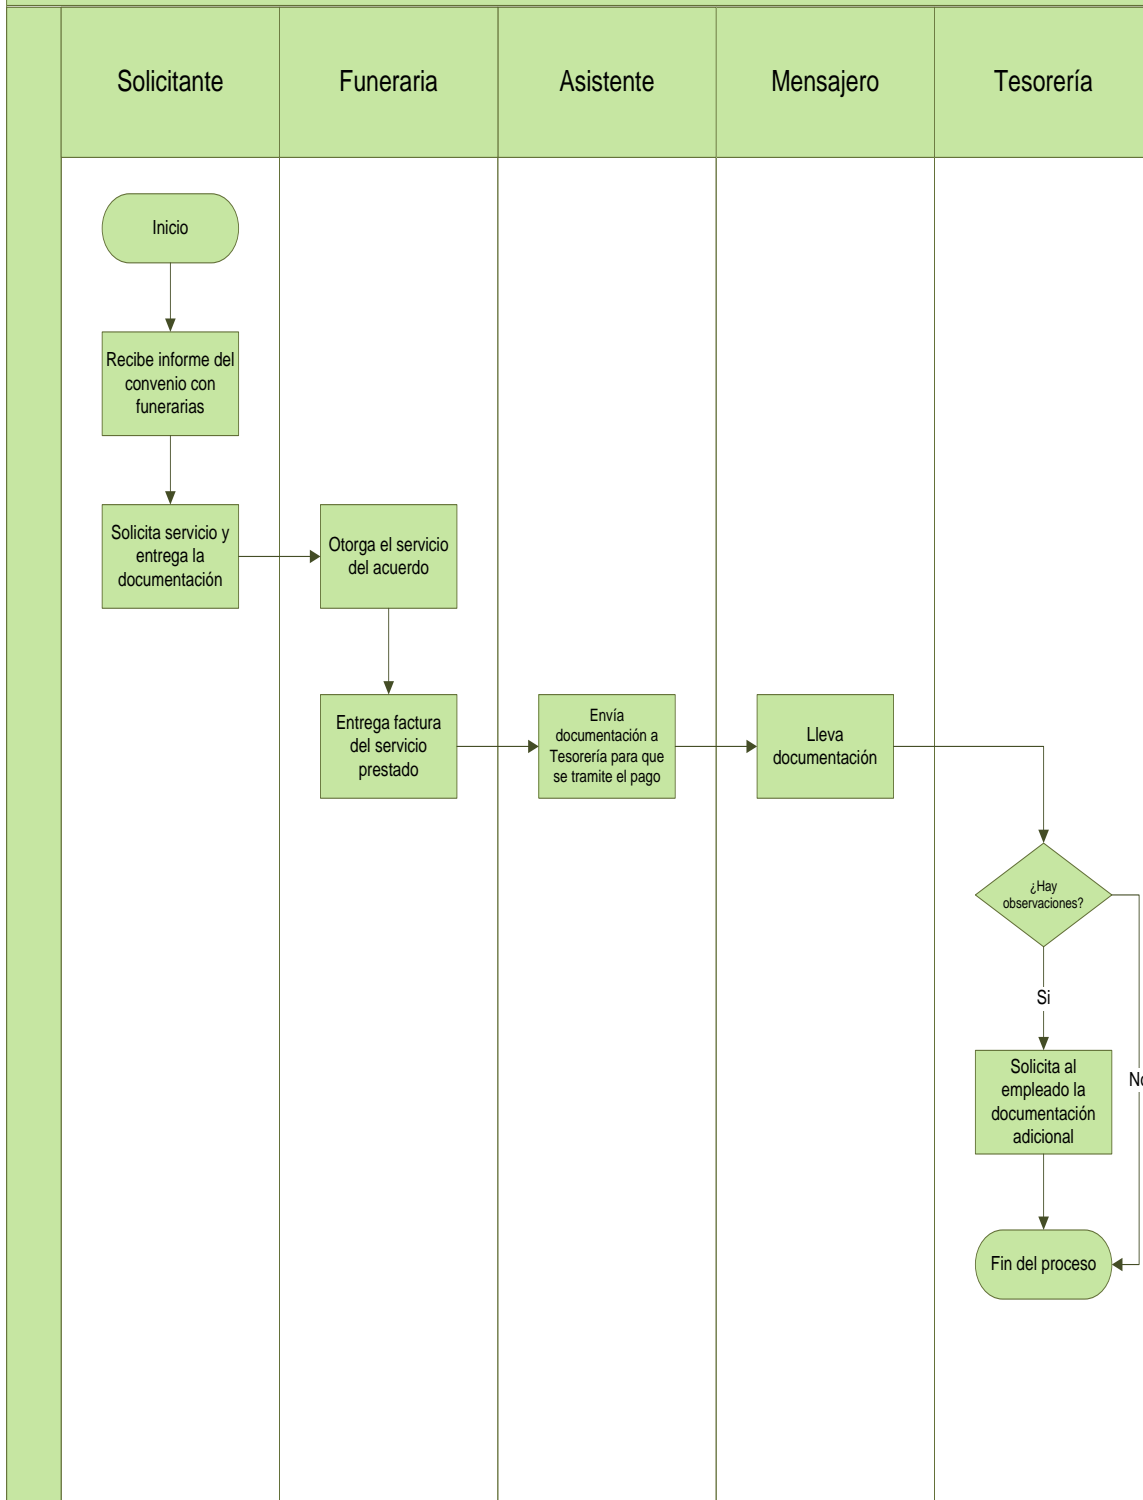 Solicitante
Funeraria
Asistente
Mensajero
Tesorería
Inicio
Recibe informe del
convenio con
funerarias
Solicita servicio y
entrega la
documentación
Otorga el servicio
del acuerdo
Entrega factura
del servicio
prestado
Envía
documentación a
Tesorería para que
se tramite el pago
Lleva
documentación
¿Hay
observaciones?
Si
Solicita al
empleado la
documentación
adicional
No
Fin del proceso